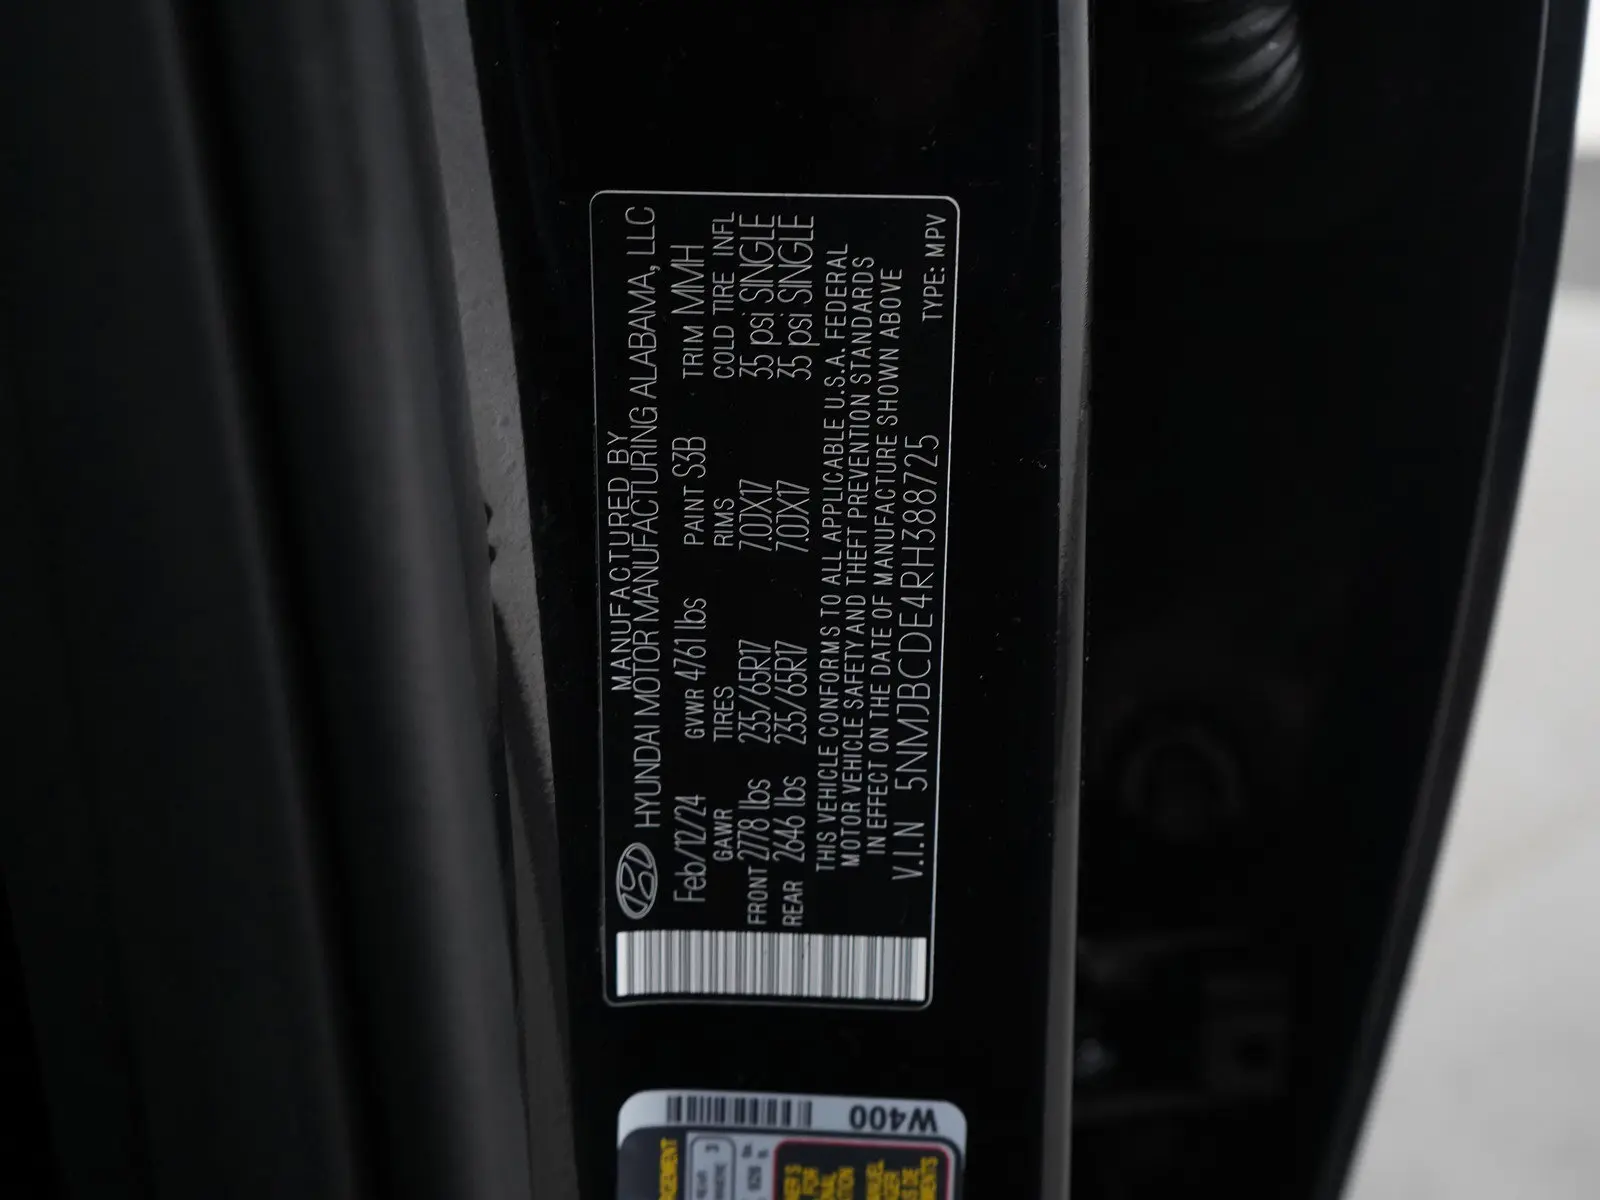 MANUFACTURED BY
HYUNDAI MOTOR MANUFACTURING ALABAMA, LLC
Feb/12/24 GVWR 4761 lbs PAINT S3B TRIM MMH
GAWR TIRES RIMS COLD TIRE INFL
FRONT 2778 lbs 235/65R17 7.0JX17 35 psi SINGLE
REAR 2646 lbs 235/65R17 7.0JX17 35 psi SINGLE
THIS VEHICLE CONFORMS TO ALL APPLICABLE U.S.A. FEDERAL
MOTOR VEHICLE SAFETY AND THEFT PREVENTION STANDARDS
IN EFFECT ON THE DATE OF MANUFACTURE SHOWN ABOVE
V.I.N 5NMJBCDE4RH388725 TYPE: MPV
W400